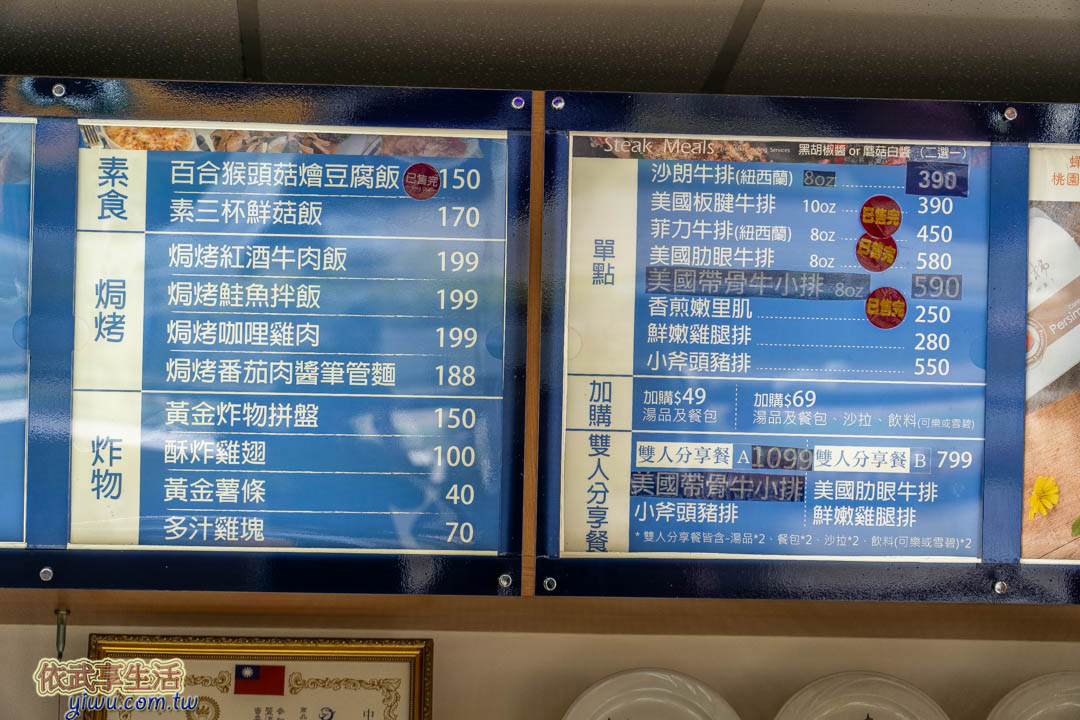 素食
百合猴頭菇燴豆腐飯 已售完 150
素三杯鮮菇飯 170
焗烤
焗烤紅酒牛肉飯 199
焗烤鮭魚拌飯 199
焗烤咖哩雞肉 199
焗烤番茄肉醬筆管麵 188
炸物
黃金炸物拼盤 150
酥炸雞翅 100
黃金薯條 40
多汁雞塊 70
Steak Meals 黑胡椒醬 or 蘑菇白醬 (二選一)
單點
沙朗牛排(紐西蘭) 8oz 390
美國板腱牛排 10oz 已售完 390
菲力牛排(紐西蘭) 8oz 450
美國肋眼牛排 8oz 已售完 580
美國帶骨牛小排 8oz 590
香煎嫩里肌 已售完 250
鮮嫩雞腿排 280
小斧頭豬排 550
加購
加購$49 加購$69
湯品及餐包 湯品及餐包、沙拉、飲料(可樂或雪碧)
雙人分享餐
雙人分享餐 A 1099 雙人分享餐 B 799
美國帶骨牛小排 美國肋眼牛排
小斧頭豬排 鮮嫩雞腿排
* 雙人分享餐皆含-湯品*2、餐包*2、沙拉*2、飲料(可樂或雪碧)*2
桃園
Persin
依武享生活
yiwu.com.tw